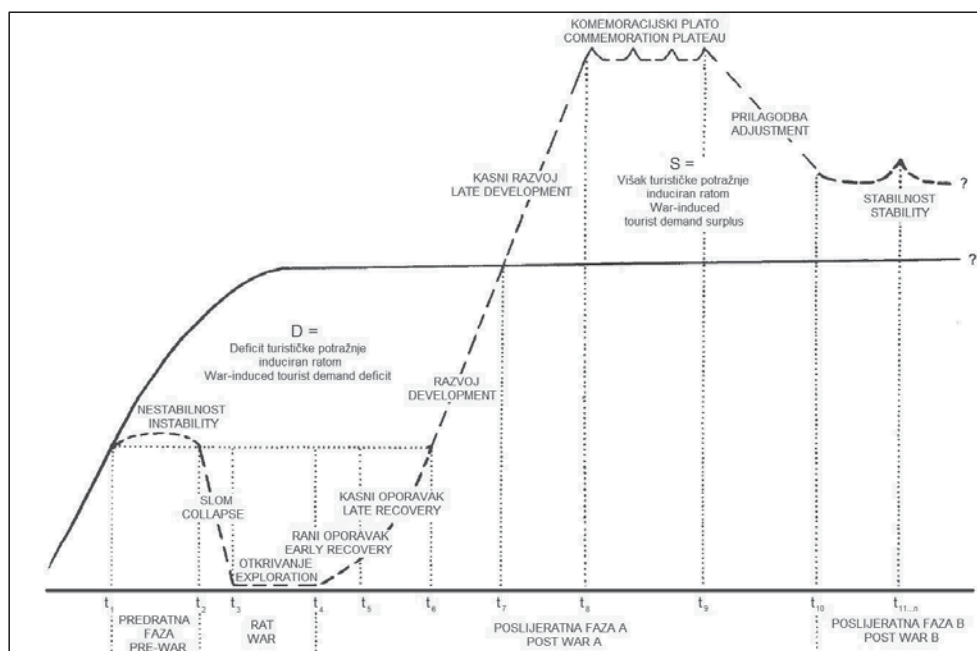 KOMEMORACIJSKI PLATO
COMMEMORATION PLATEAU
PRILAGODBA
ADJUSTMENT
KASNI RAZVOJ
LATE DEVELOPMENT
S =
Višak turističke potražnje
induciran ratom
War-induced
tourist demand surplus
?
STABILNOST
STABILITY
?
D =
Deficit turističke potražnje
induciran ratom
War-induced tourist demand deficit
RAZVOJ
DEVELOPMENT
NESTABILNOST
INSTABILITY
SLOM
COLLAPSE
KASNI OPORAVAK
LATE RECOVERY
RANI OPORAVAK
EARLY RECOVERY
OTKRIVANJE
EXPLORATION
t1 t2 t3 t4 t5 t6 t7 t8 t9 t10 t11...n
PREDRATNA
FAZA
PRE-WAR
RAT
WAR
POSLIJERATNA FAZA A
POST WAR A
POSLIJERATNA FAZA B
POST WAR B